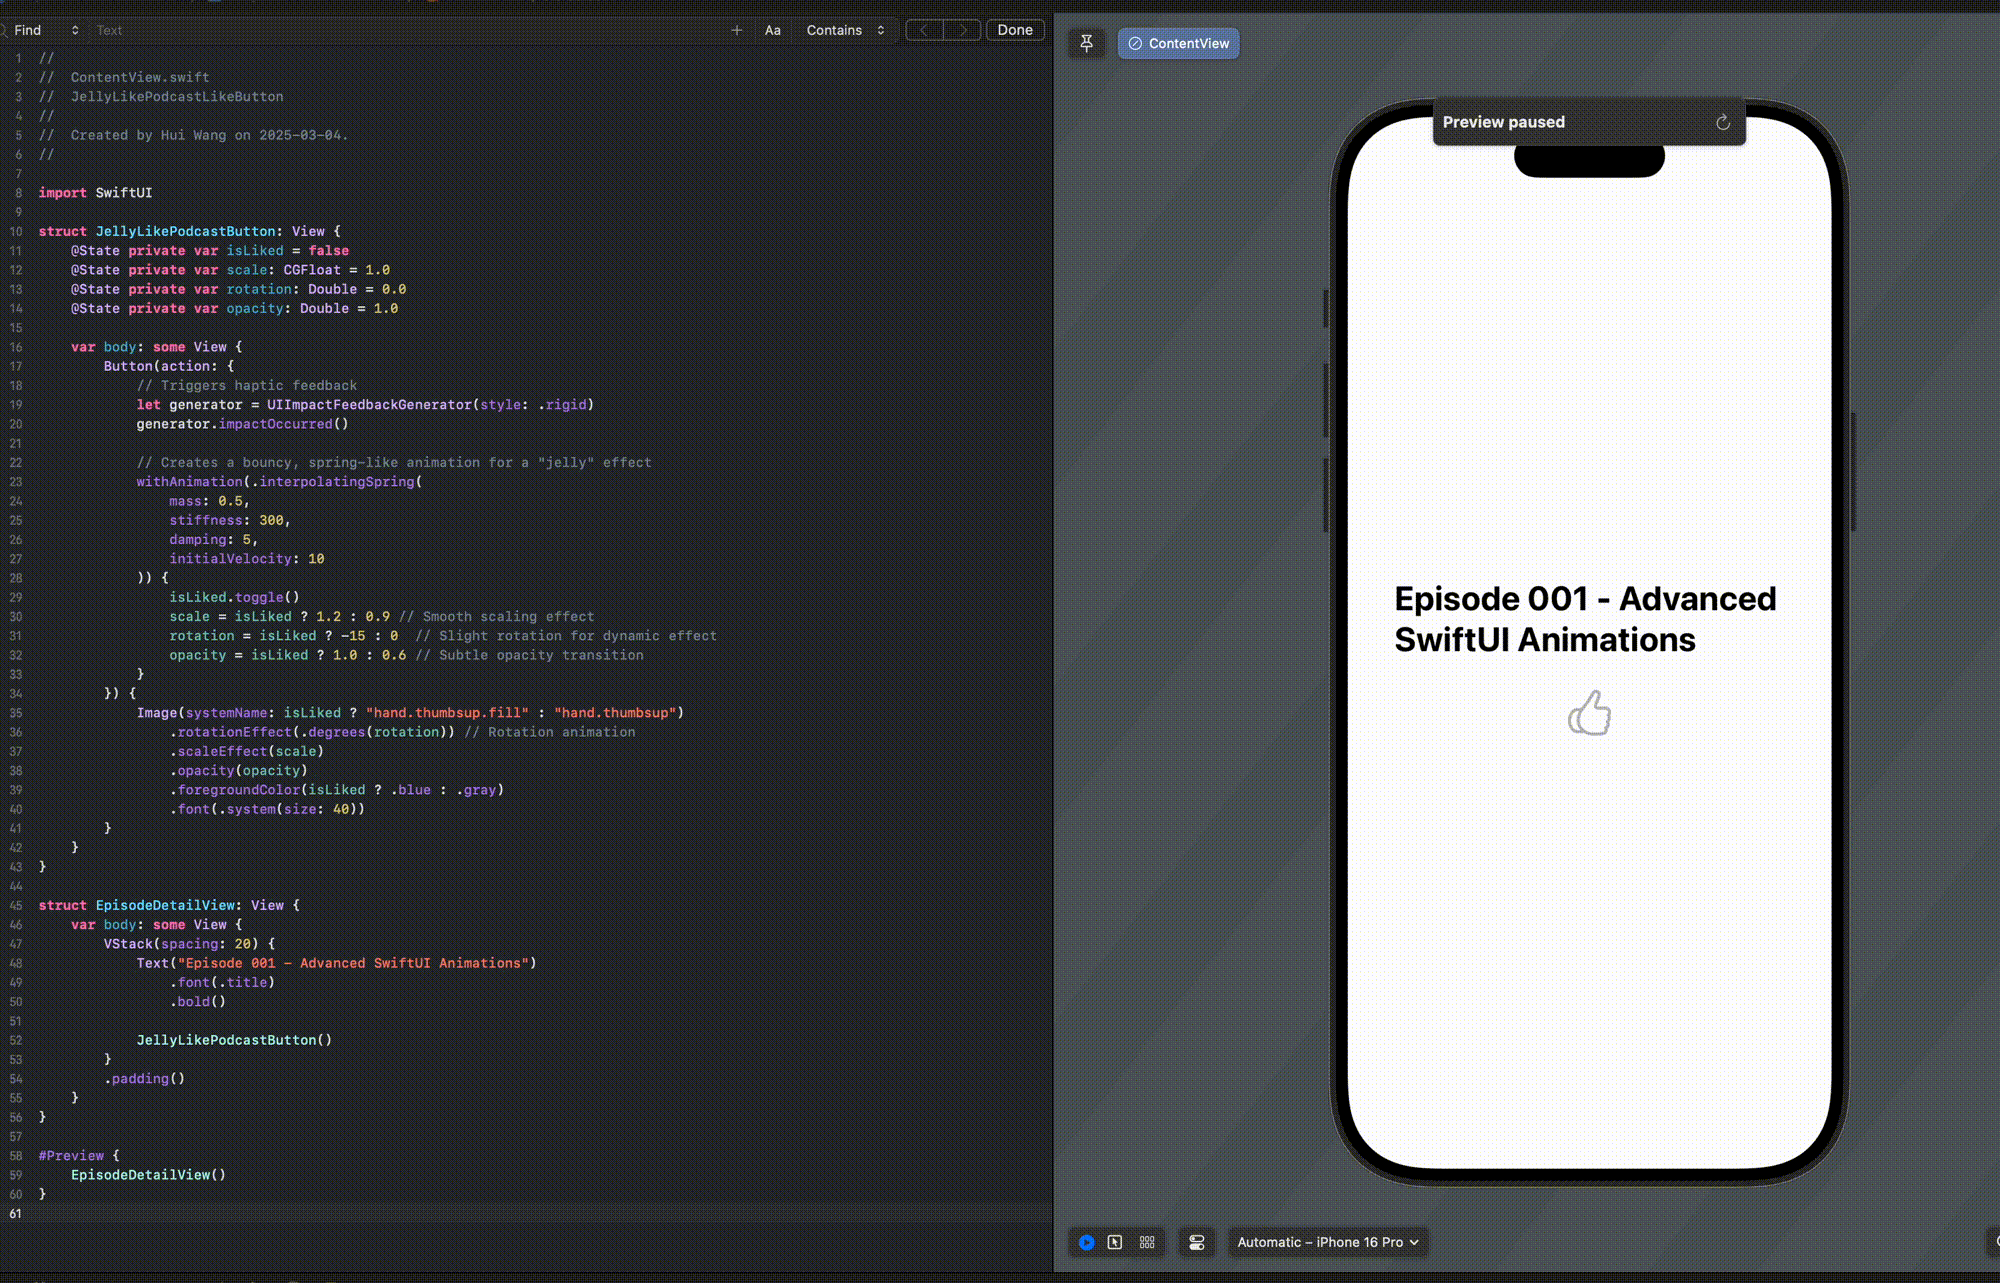 Find Text Aa Contains Done
1 //
2 //  ContentView.swift
3 //  JellyLikePodcastLikeButton
4 //
5 //  Created by Hui Wang on 2025-03-04.
6 //
7
8 import SwiftUI
9
10 struct JellyLikePodcastButton: View {
11     @State private var isLiked = false
12     @State private var scale: CGFloat = 1.0
13     @State private var rotation: Double = 0.0
14     @State private var opacity: Double = 1.0
15
16     var body: some View {
17         Button(action: {
18             // Triggers haptic feedback
19             let generator = UIImpactFeedbackGenerator(style: .rigid)
20             generator.impactOccurred()
21
22             // Creates a bouncy, spring-like animation for a "jelly" effect
23             withAnimation(.interpolatingSpring(
24                 mass: 0.5,
25                 stiffness: 300,
26                 damping: 5,
27                 initialVelocity: 10
28             )) {
29                 isLiked.toggle()
30                 scale = isLiked ? 1.2 : 0.9 // Smooth scaling effect
31                 rotation = isLiked ? -15 : 0  // Slight rotation for dynamic effect
32                 opacity = isLiked ? 1.0 : 0.6 // Subtle opacity transition
33             }
34         }) {
35             Image(systemName: isLiked ? "hand.thumbsup.fill" : "hand.thumbsup")
36                 .rotationEffect(.degrees(rotation)) // Rotation animation
37                 .scaleEffect(scale)
38                 .opacity(opacity)
39                 .foregroundColor(isLiked ? .blue : .gray)
40                 .font(.system(size: 40))
41         }
42     }
43 }
44
45 struct EpisodeDetailView: View {
46     var body: some View {
47         VStack(spacing: 20) {
48             Text("Episode 001 - Advanced SwiftUI Animations")
49                 .font(.title)
50                 .bold()
51
52             JellyLikePodcastButton()
53         }
54         .padding()
55     }
56 }
57
58 #Preview {
59     EpisodeDetailView()
60 }
61
ContentView
Preview paused
Episode 001 - Advanced
SwiftUI Animations
Automatic – iPhone 16 Pro